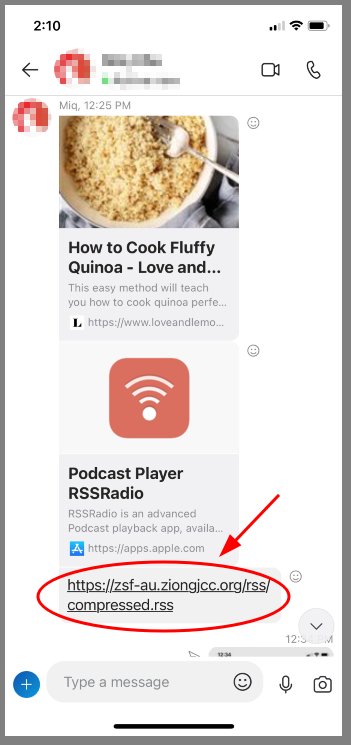 2:10
Miq, 12:25 PM
How to Cook Fluffy
Quinoa - Love and...
This easy method will teach
you how to cook quinoa perfe...
L https://www.loveandlemo...
Podcast Player
RSSRadio
RSSRadio is an advanced
Podcast playback app, availa...
https://apps.apple.com
https://zsf-au.ziongjcc.org/rss/
compressed.rss
12:34 PM
12:34
Type a message